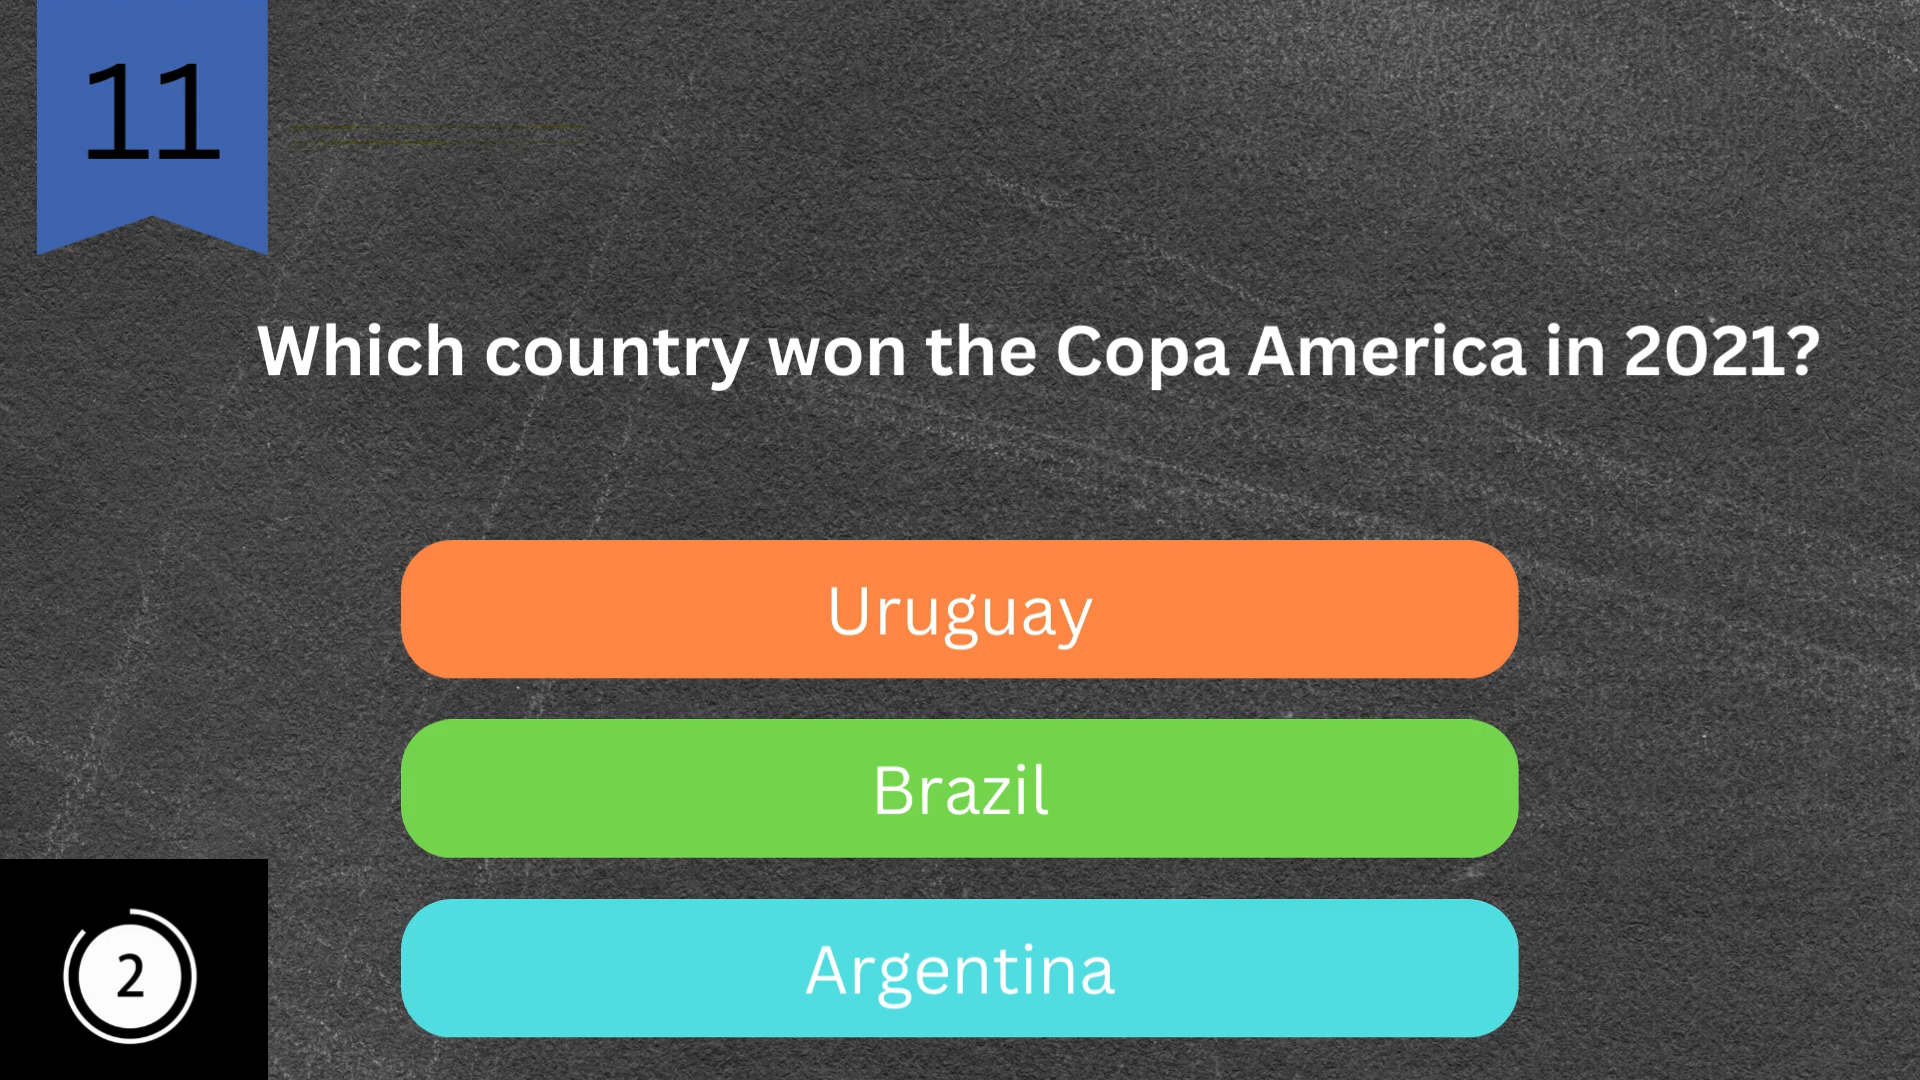 11
Which country won the Copa America in 2021?
Uruguay
Brazil
Argentina
2